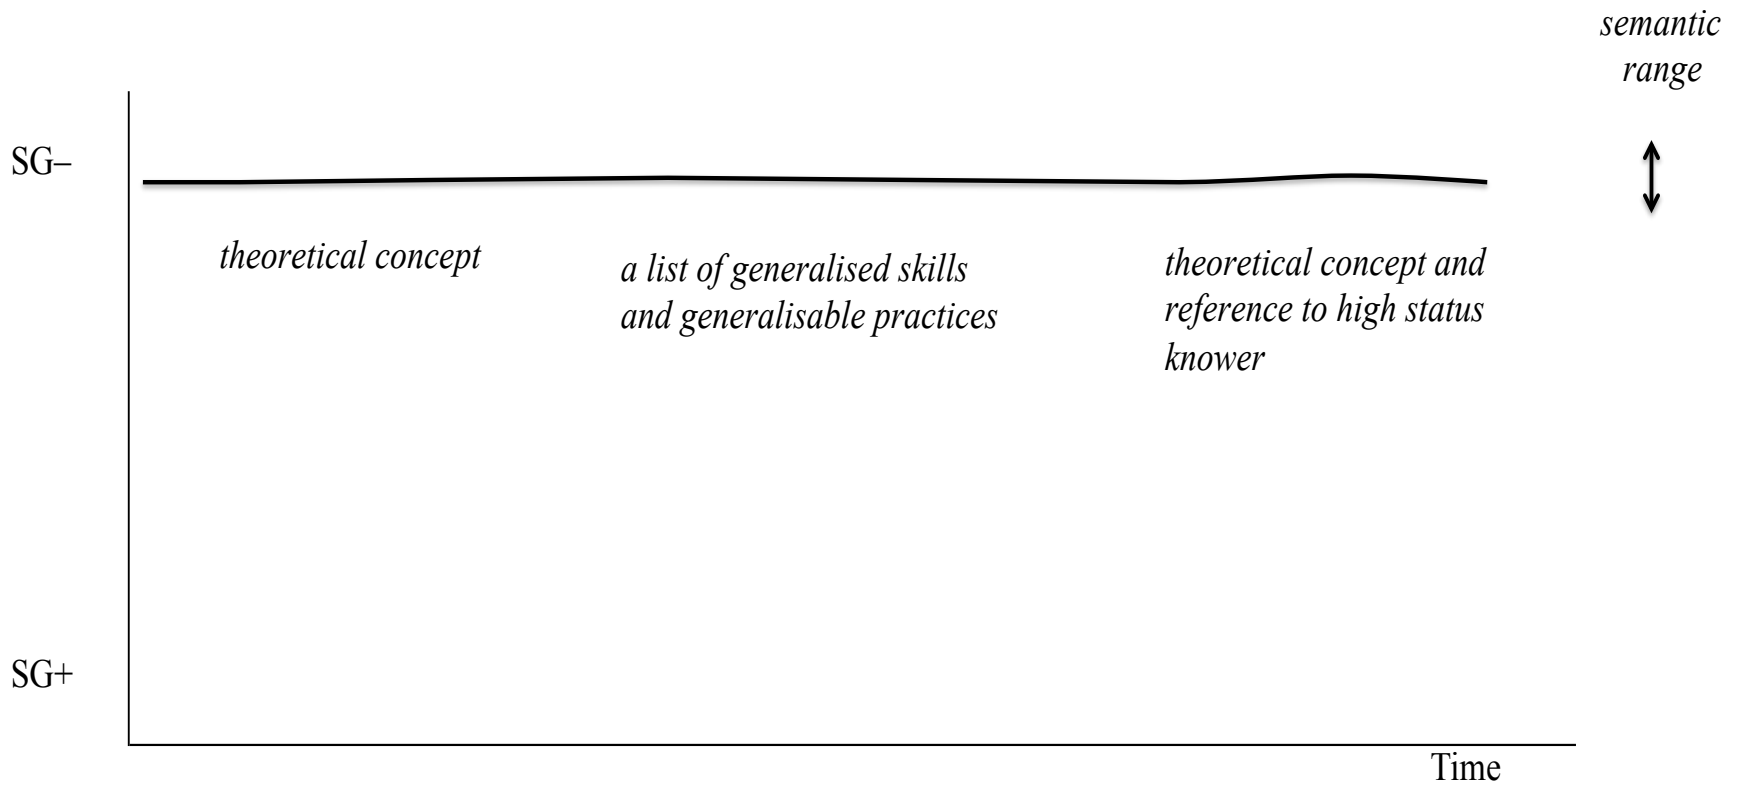 semantic
range
SG–
theoretical concept
a list of generalised skills
and generalisable practices
theoretical concept and
reference to high status
knower
SG+
Time